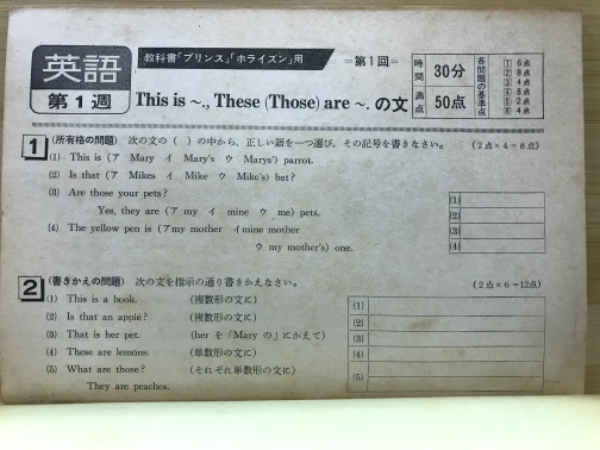 英語
第1週
教科書「プリンス」「ホライズン」用
=第1回=
This is ～., These (Those) are ～. の文
時間 30分
満点 50点
各問題の基準点
1 6点
2 8点
3 4点
4 8点
5 2点
6 4点
1 (所有格の問題) 次の文の( )の中から，正しい語を一つ選び，その記号を書きなさい。 (2点×4＝8点)
(1) This is (ア Mary イ Mary's ウ Marys') parrot.
(2) Is that (ア Mikes イ Mike ウ Mike's) bat?
(3) Are those your pets?
Yes, they are (ア my イ mine ウ me) pets.
(4) The yellow pen is (ア my mother イ mine mother
ウ my mother's) one.
(1)
(2)
(3)
(4)
2 (書きかえの問題) 次の文を指示の通り書きかえなさい。 (2点×6＝12点)
(1) This is a book. (複数形の文に)
(2) Is that an apple? (複数形の文に)
(3) That is her pet. (her を「Mary の」にかえて)
(4) These are lemons. (単数形の文に)
(5) What are those? (それぞれ単数形の文に)
They are peaches.
(1)
(2)
(3)
(4)
(5)